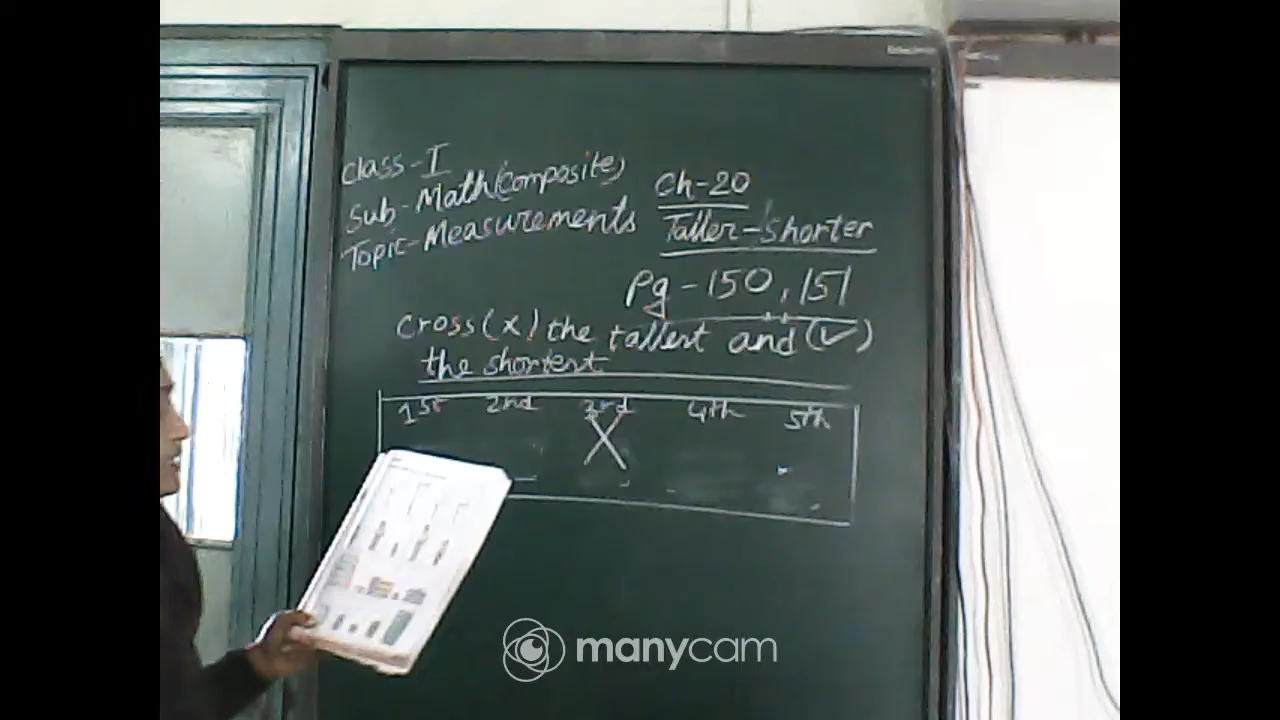 Class-I
Sub-Math(Composite)
Topic-Measurements
Ch-20
Taller-Shorter
Pg-150, 151
Cross(x) the tallest and (✓)
the shortest
1st 2nd 3rd 4th 5th
X
manycam